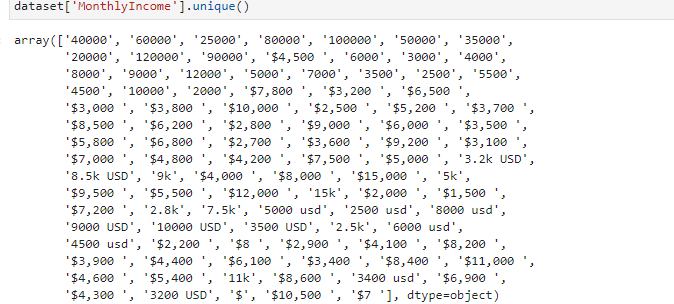 dataset['MonthlyIncome'].unique()
array(['40000', '60000', '25000', '80000', '100000', '50000', '35000',
'20000', '120000', '90000', '$4,500 ', '6000', '3000', '4000',
'8000', '9000', '12000', '5000', '7000', '3500', '2500', '5500',
'4500', '10000', '2000', '$7,800 ', '$3,200 ', '$6,500 ',
'$3,000 ', '$3,800 ', '$10,000 ', '$2,500 ', '$5,200 ', '$3,700 ',
'$8,500 ', '$6,200 ', '$2,800 ', '$9,000 ', '$6,000 ', '$3,500 ',
'$5,800 ', '$6,800 ', '$2,700 ', '$3,600 ', '$9,200 ', '$3,100 ',
'$7,000 ', '$4,800 ', '$4,200 ', '$7,500 ', '$5,000 ', '3.2k USD',
'8.5k USD', '9k', '$4,000 ', '$8,000 ', '$15,000 ', '5k',
'$9,500 ', '$5,500 ', '$12,000 ', '15k', '$2,000 ', '$1,500 ',
'$7,200 ', '2.8k', '7.5k', '5000 usd', '2500 usd', '8000 usd',
'9000 USD', '10000 USD', '3500 USD', '2.5k', '6000 usd',
'4500 usd', '$2,200 ', '$8 ', '$2,900 ', '$4,100 ', '$8,200 ',
'$3,900 ', '$4,400 ', '$6,100 ', '$3,400 ', '$8,400 ', '$11,000 ',
'$4,600 ', '$5,400 ', '11k', '$8,600 ', '3400 usd', '$6,900 ',
'$4,300 ', '3200 USD', '$', '$10,500 ', '$7 '], dtype=object)